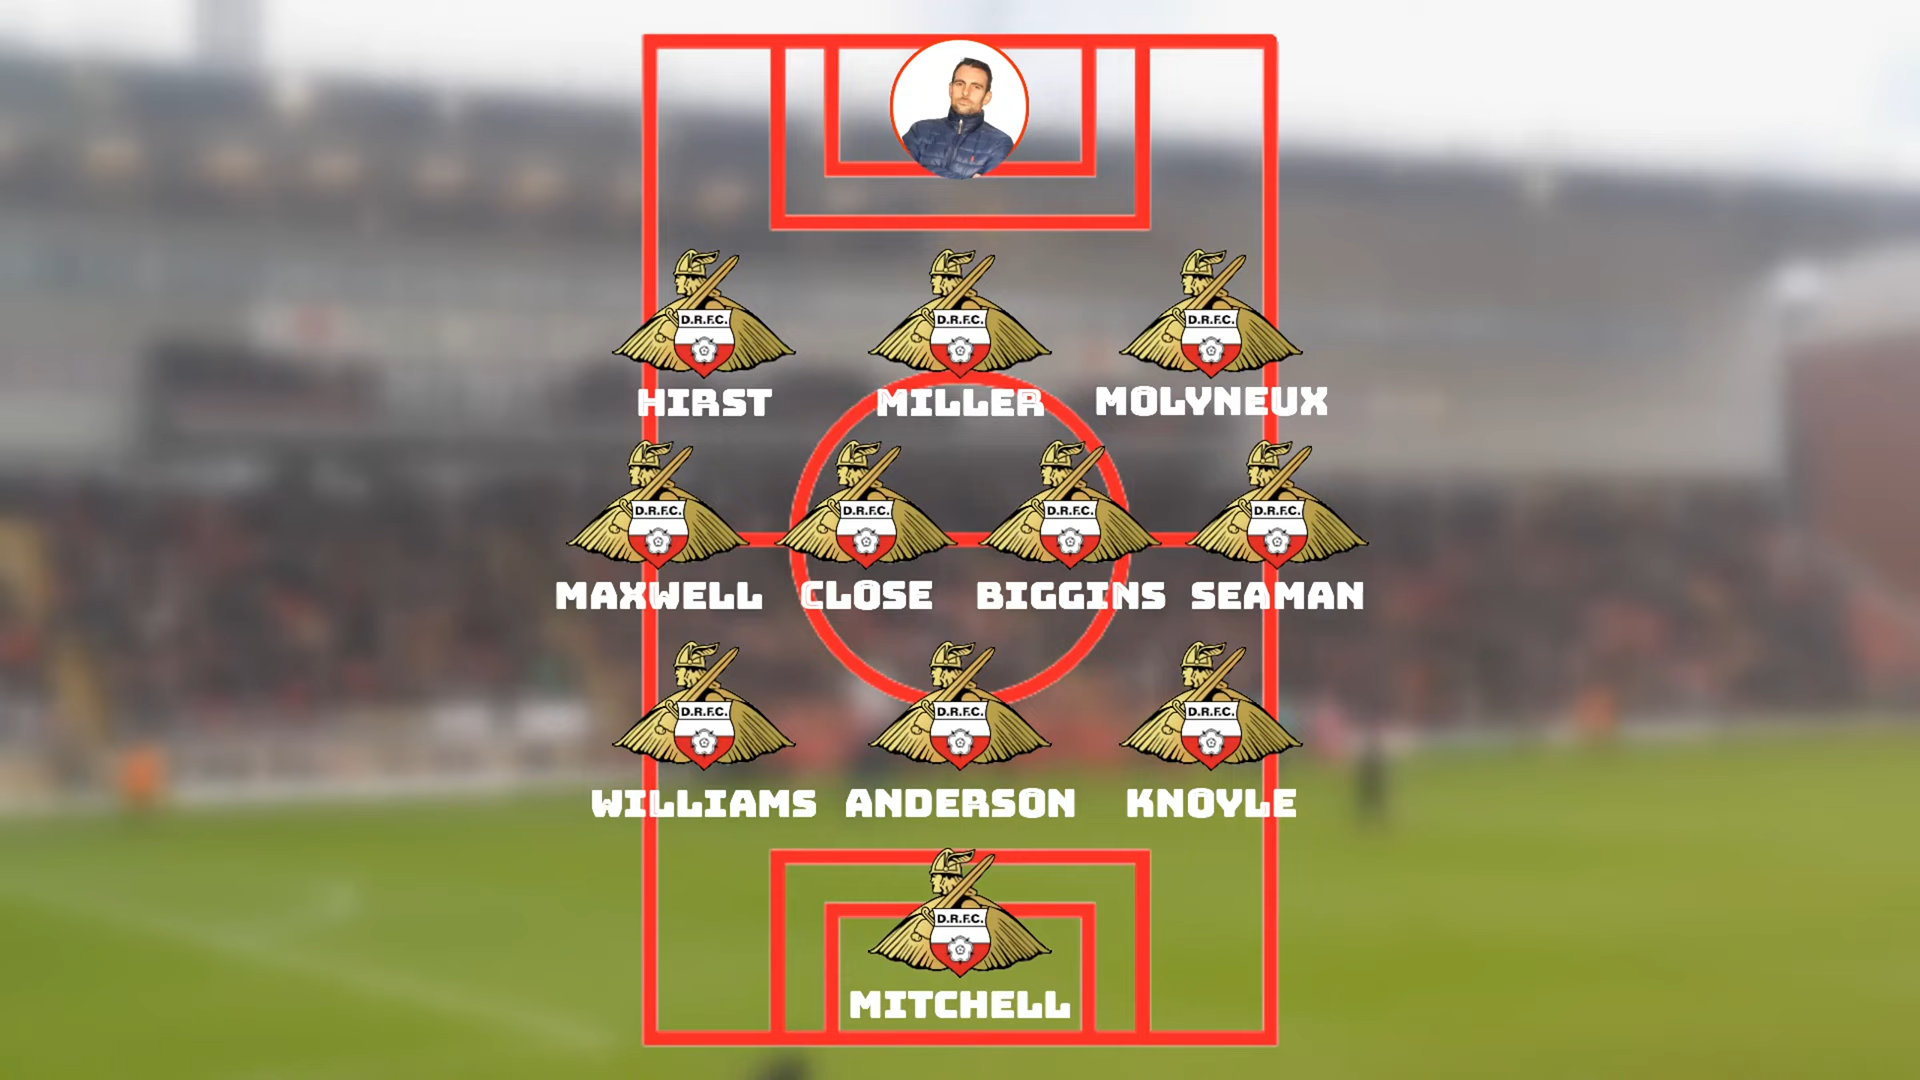 D.R.F.C. D.R.F.C. D.R.F.C.
HIRST MILLER MOLYNEUX
D.R.F.C. D.R.F.C. D.R.F.C. D.R.F.C.
MAXWELL CLOSE BIGGINS SEAMAN
D.R.F.C. D.R.F.C. D.R.F.C.
WILLIAMS ANDERSON KNOYLE
D.R.F.C.
MITCHELL